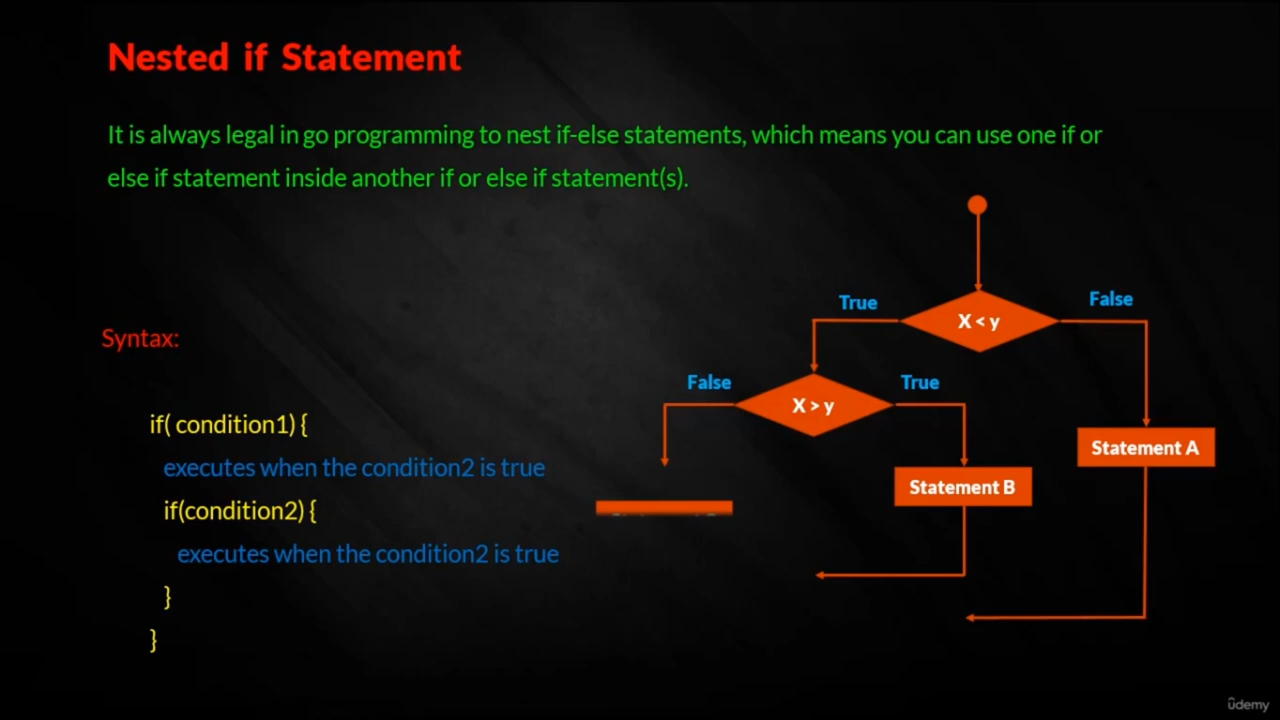 Nested if Statement
It is always legal in go programming to nest if-else statements, which means you can use one if or
else if statement inside another if or else if statement(s).
True
False
X < y
Syntax:
False
True
X > y
if( condition1) {
Statement A
executes when the condition2 is true
Statement B
if(condition2) {
executes when the condition2 is true
}
}
ûdemy